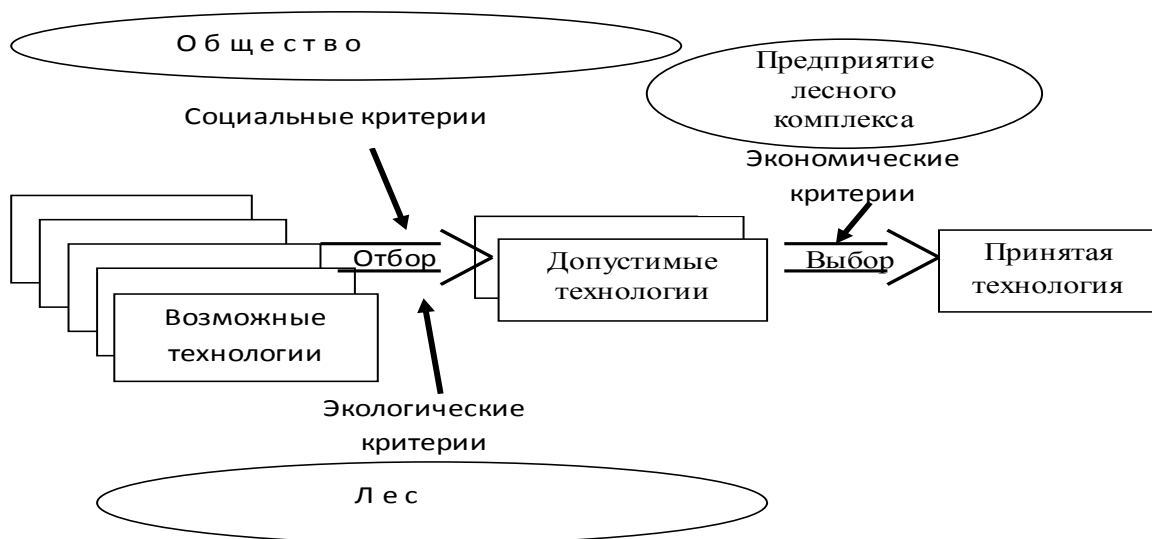 О б щ е с т в о
Предприятие
лесного
комплекса
Социальные критерии
Экономические
критерии
Отбор
Допустимые
технологии
Выбор
Принятая
технология
Возможные
технологии
Экологические
критерии
Л е с